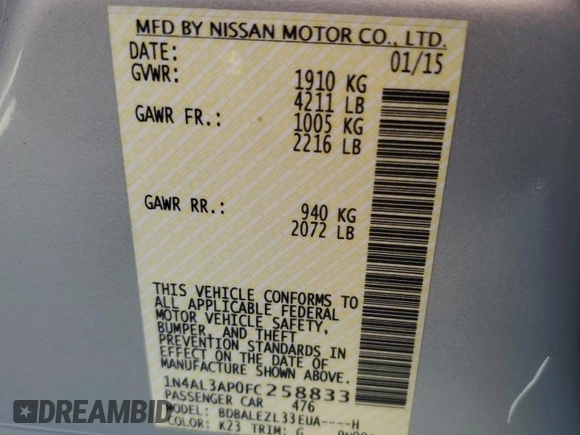 MFD BY NISSAN MOTOR CO., LTD.
DATE: 01/15
GVWR: 1910 KG
4211 LB
GAWR FR.: 1005 KG
2216 LB
GAWR RR.: 940 KG
2072 LB
THIS VEHICLE CONFORMS TO
ALL APPLICABLE FEDERAL
MOTOR VEHICLE SAFETY,
BUMPER, AND THEFT
PREVENTION STANDARDS IN
EFFECT ON THE DATE OF
MANUFACTURE SHOWN ABOVE.
1N4AL3AP0FC258833
PASSENGER CAR 476
MODEL: BDBALEZL33EUA----H
COLOR: K23 TRIM: G
DREAMBID